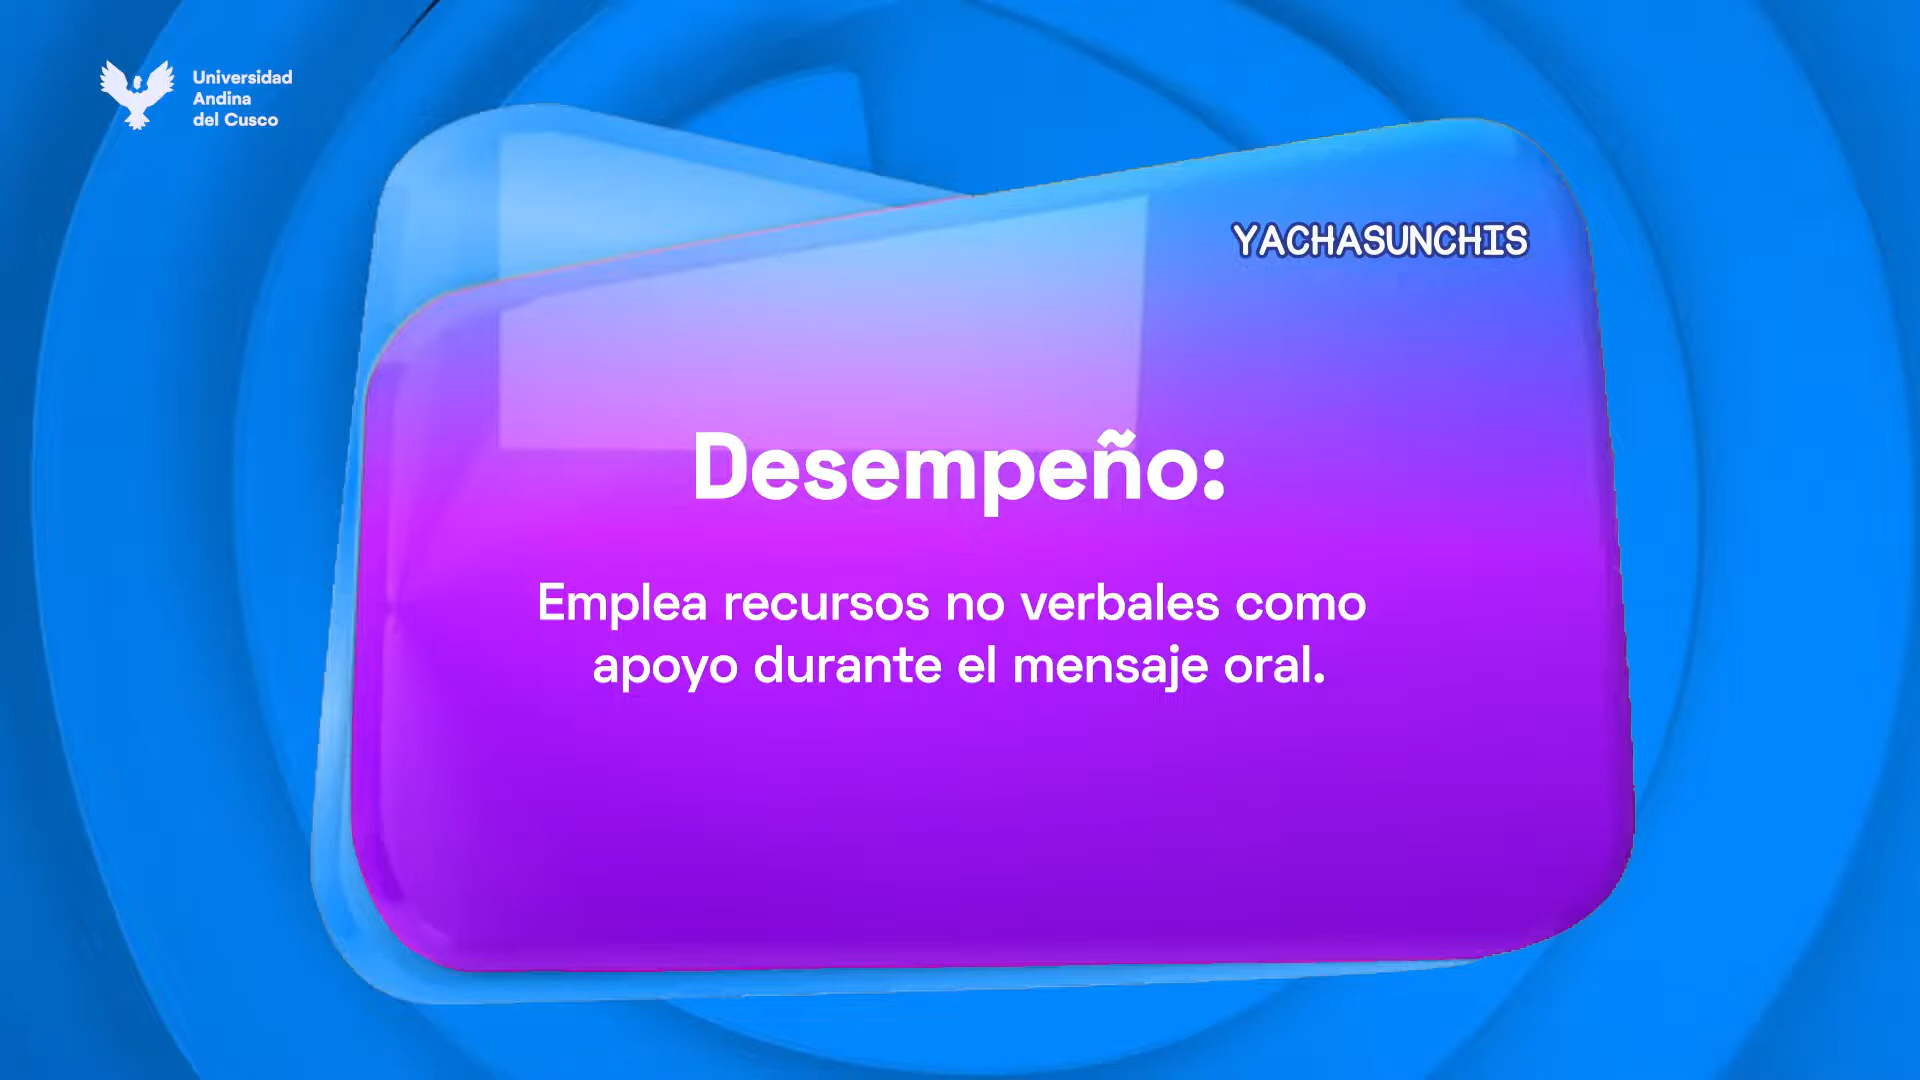 Universidad
Andina
del Cusco
YACHASUNCHIS
Desempeño:
Emplea recursos no verbales como
apoyo durante el mensaje oral.